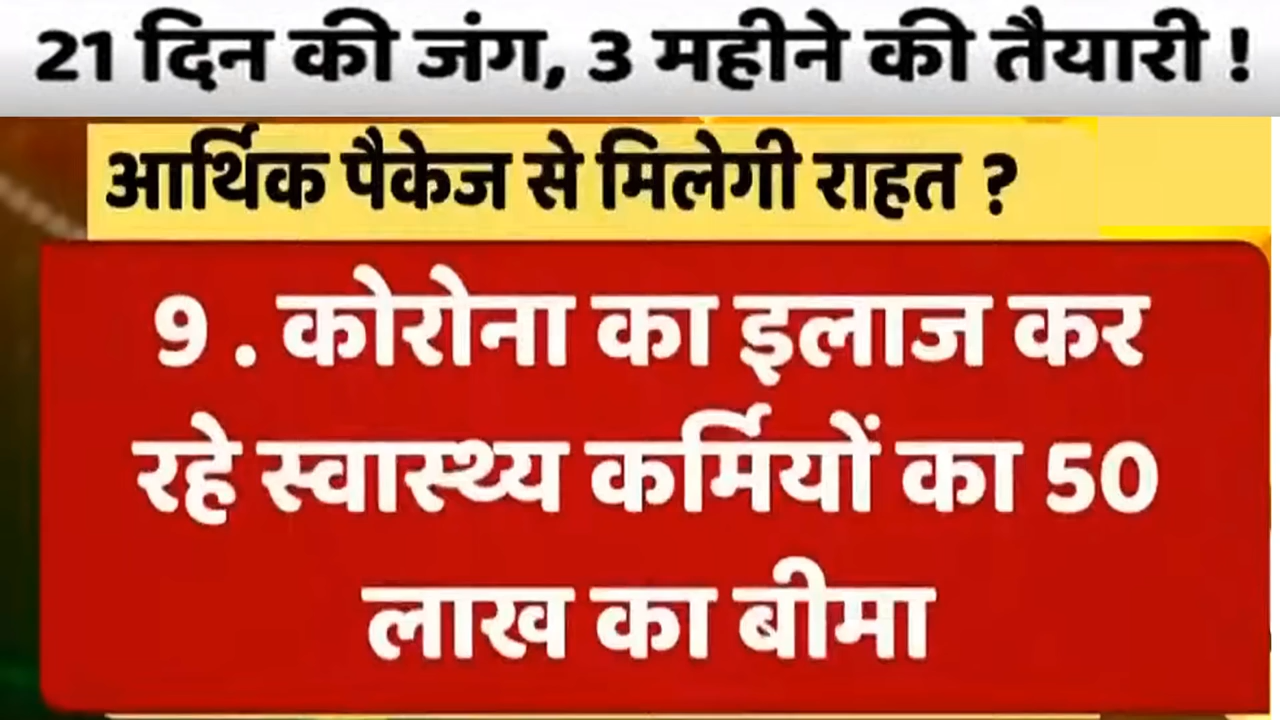 21 दिन की जंग, 3 महीने की तैयारी !
आर्थिक पैकेज से मिलेगी राहत ?
9 . कोरोना का इलाज कर
रहे स्वास्थ्य कर्मियों का 50
लाख का बीमा